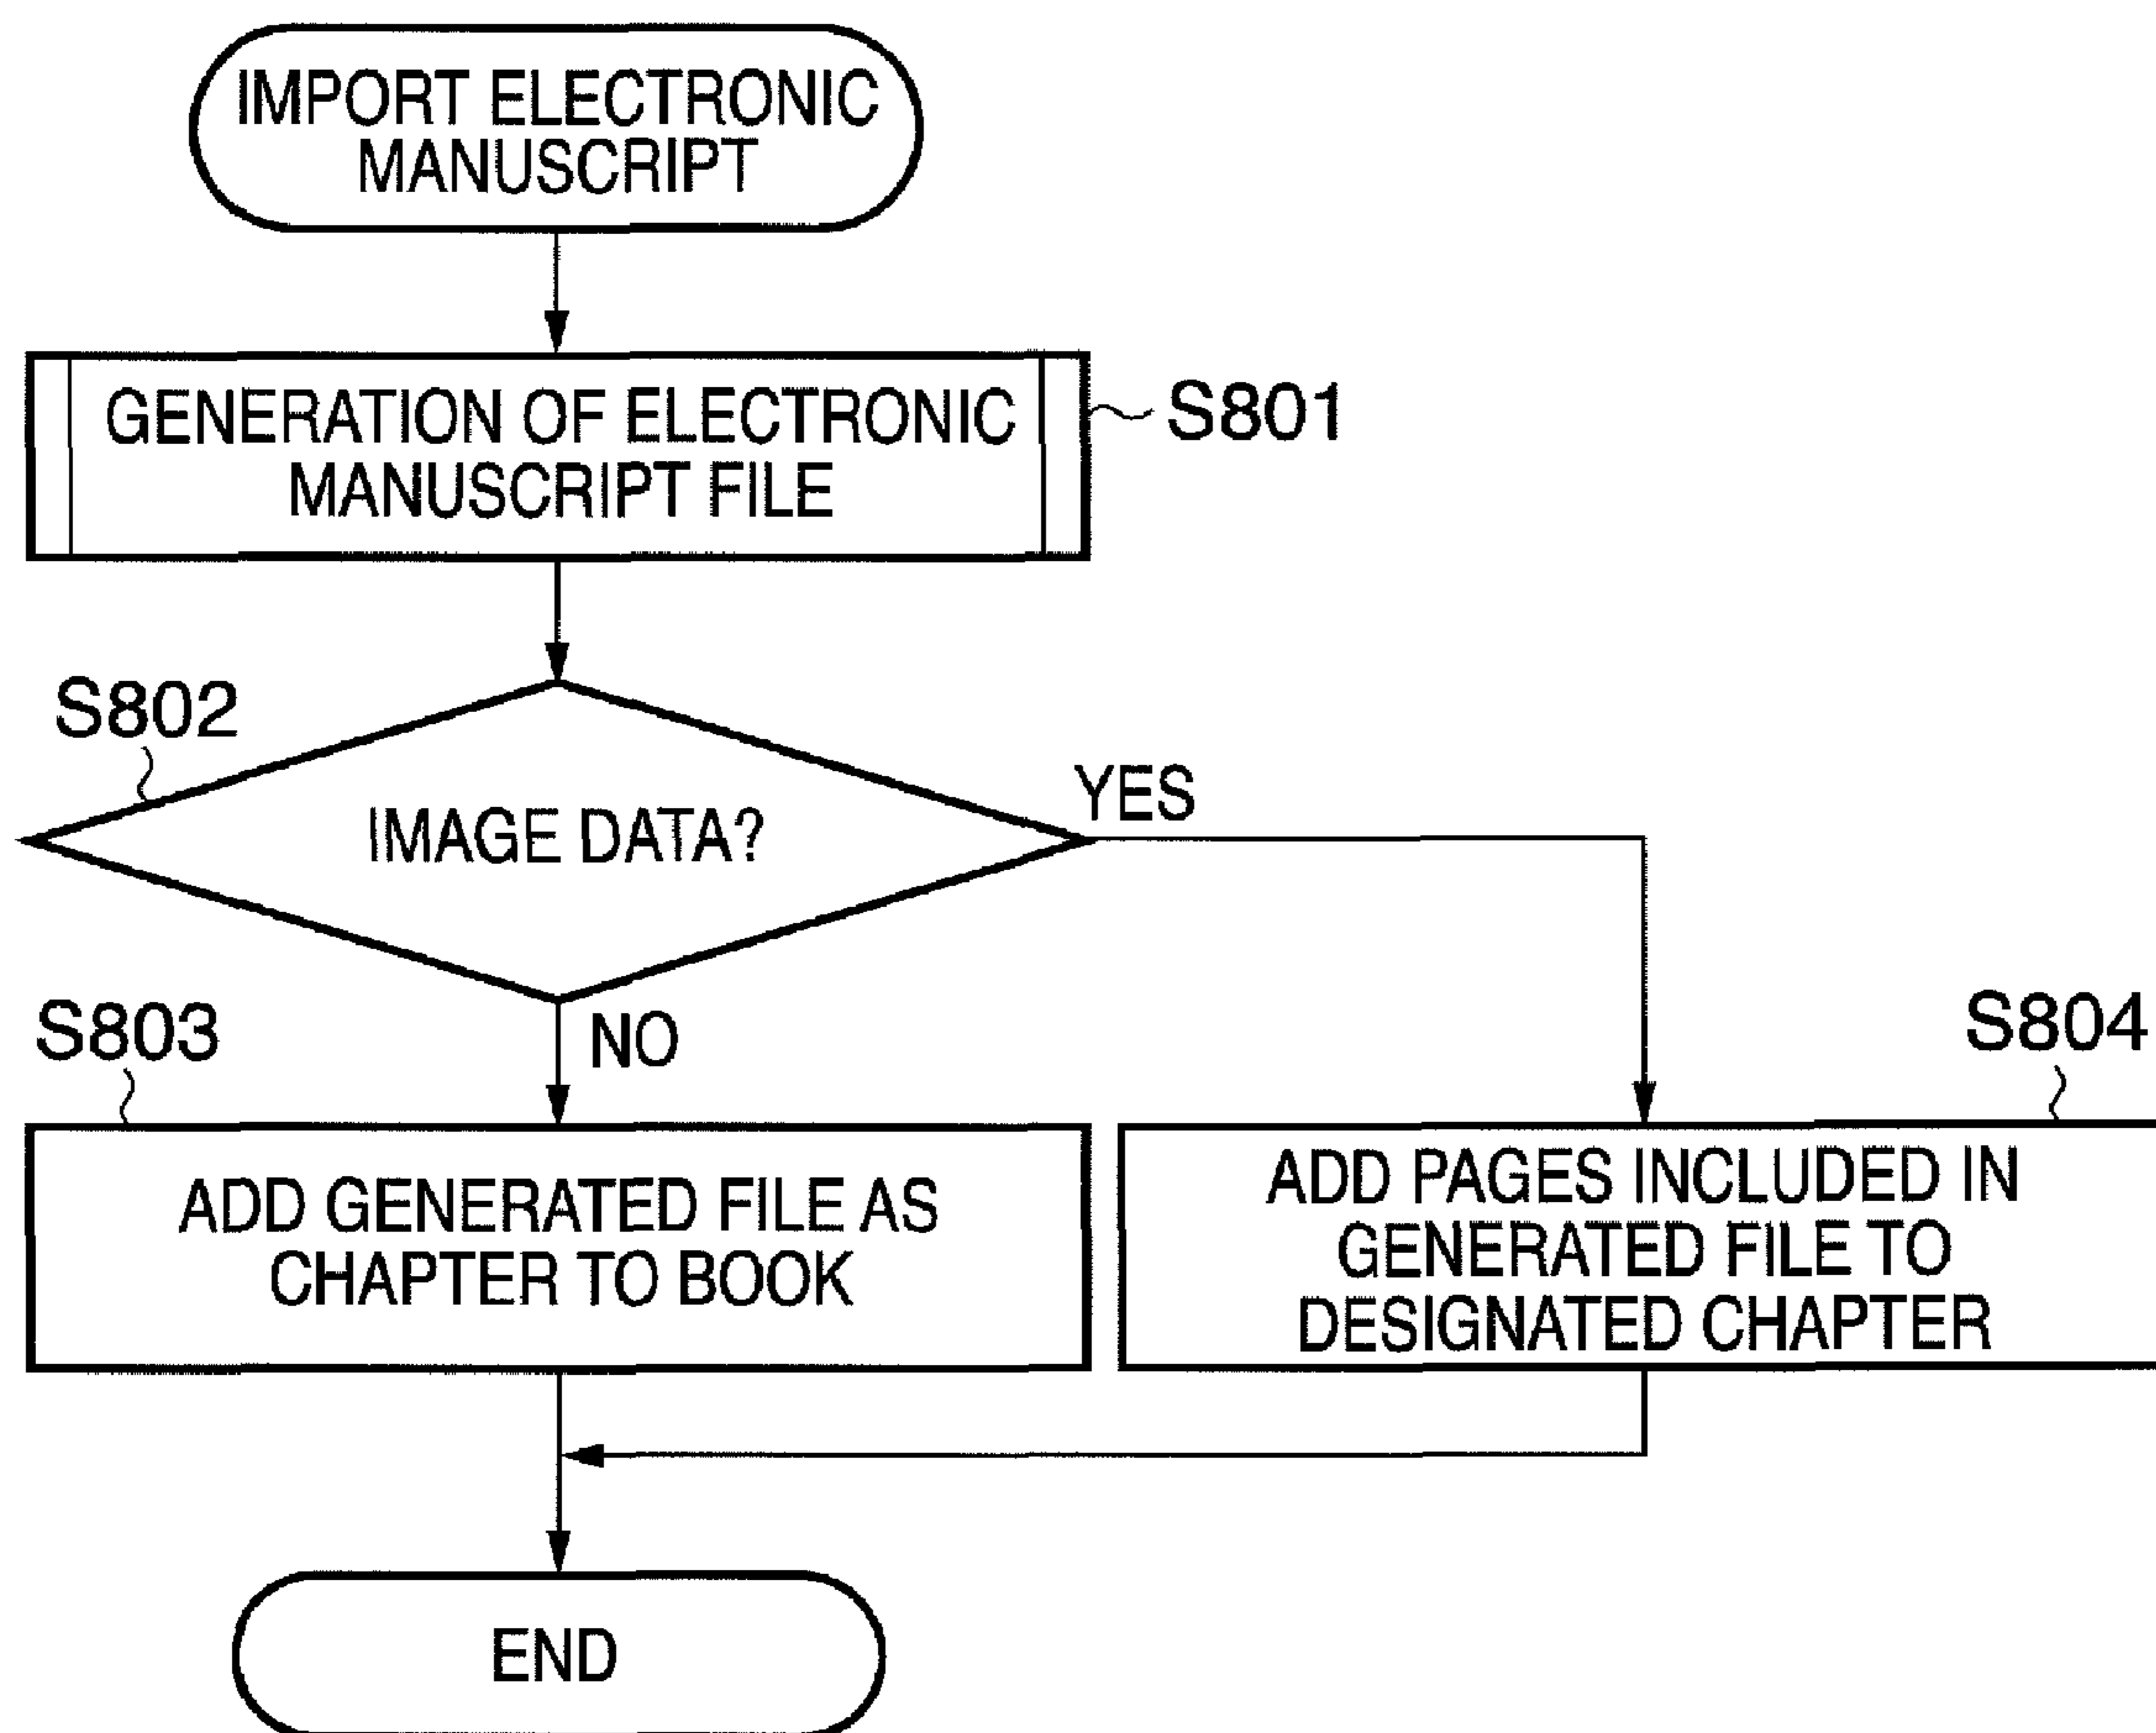 IMPORT ELECTRONIC
MANUSCRIPT
GENERATION OF ELECTRONIC
MANUSCRIPT FILE
S801
S802
IMAGE DATA?
YES
NO
S803
ADD GENERATED FILE AS
CHAPTER TO BOOK
S804
ADD PAGES INCLUDED IN
GENERATED FILE TO
DESIGNATED CHAPTER
END